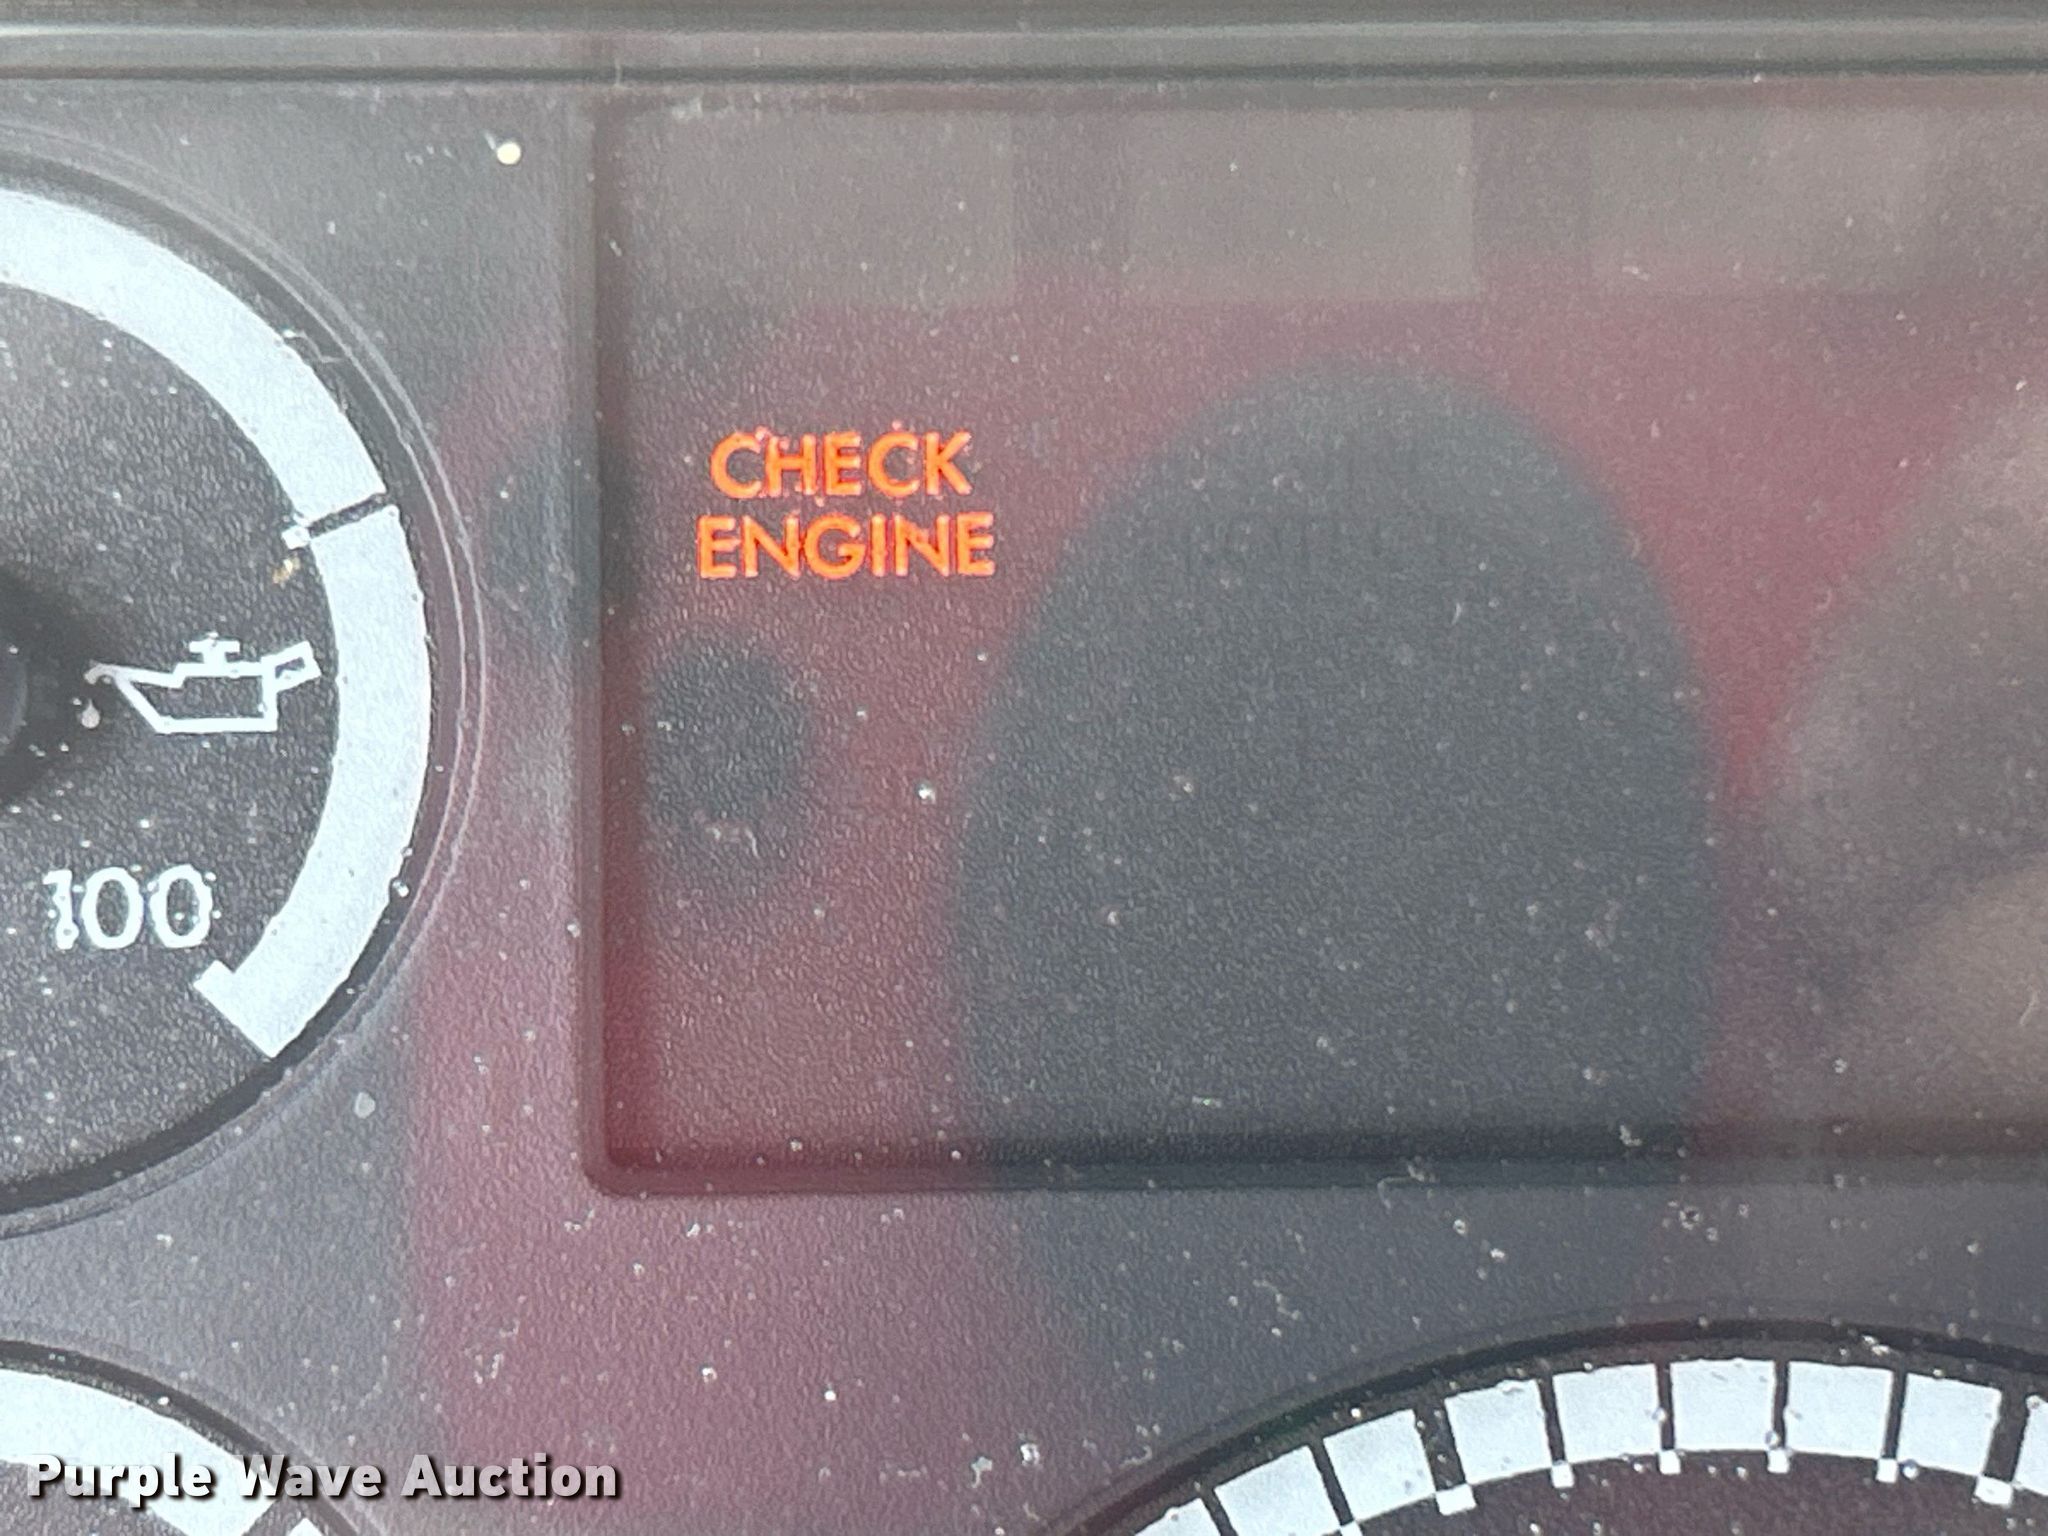 CHECK
ENGINE
100
Purple Wave Auction